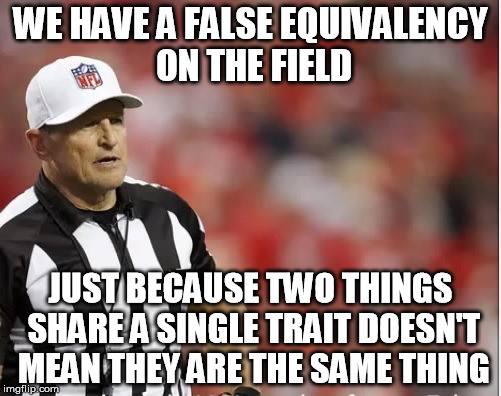 WE HAVE A FALSE EQUIVALENCY
ON THE FIELD
NFL
JUST BECAUSE TWO THINGS
SHARE A SINGLE TRAIT DOESN'T
MEAN THEY ARE THE SAME THING
imgflip.com